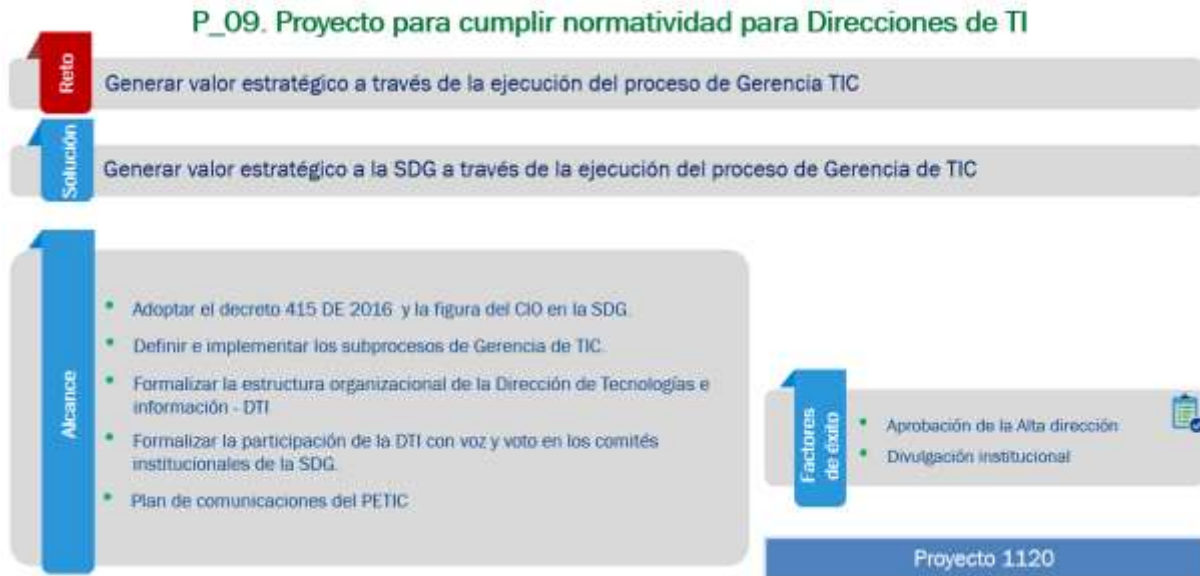 P_09. Proyecto para cumplir normatividad para Direcciones de TI
Reto
Generar valor estratégico a través de la ejecución del proceso de Gerencia TIC
Solución
Generar valor estratégico a la SDG a través de la ejecución del proceso de Gerencia de TIC
Alcance
• Adoptar el decreto 415 DE 2016 y la figura del CIO en la SDG.
• Definir e implementar los subprocesos de Gerencia de TIC.
• Formalizar la estructura organizacional de la Dirección de Tecnologías e
información - DTI
• Formalizar la participación de la DTI con voz y voto en los comités
institucionales de la SDG.
• Plan de comunicaciones del PETIC
Factores
de éxito
• Aprobación de la Alta dirección
• Divulgación institucional
Proyecto 1120